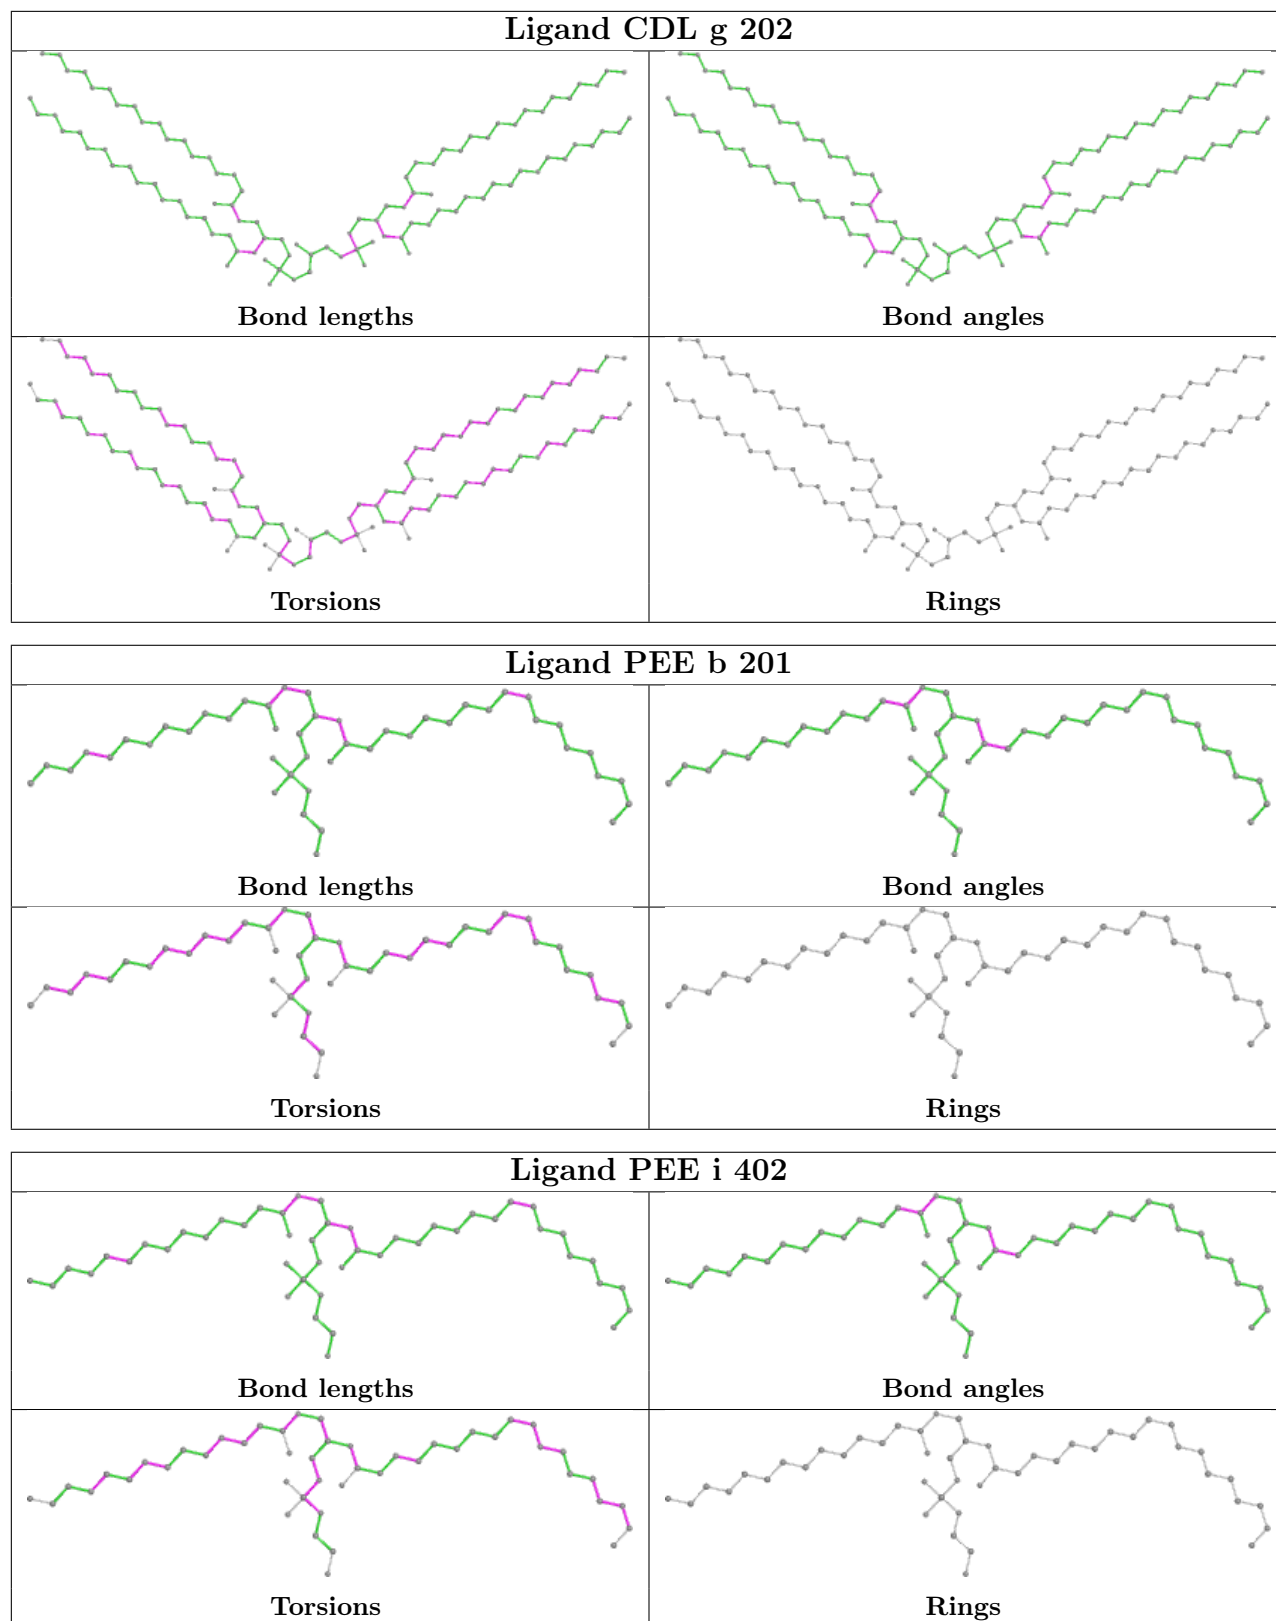 Ligand CDL g 202
Bond lengths
Bond angles
Torsions
Rings
Ligand PEE b 201
Bond lengths
Bond angles
Torsions
Rings
Ligand PEE i 402
Bond lengths
Bond angles
Torsions
Rings